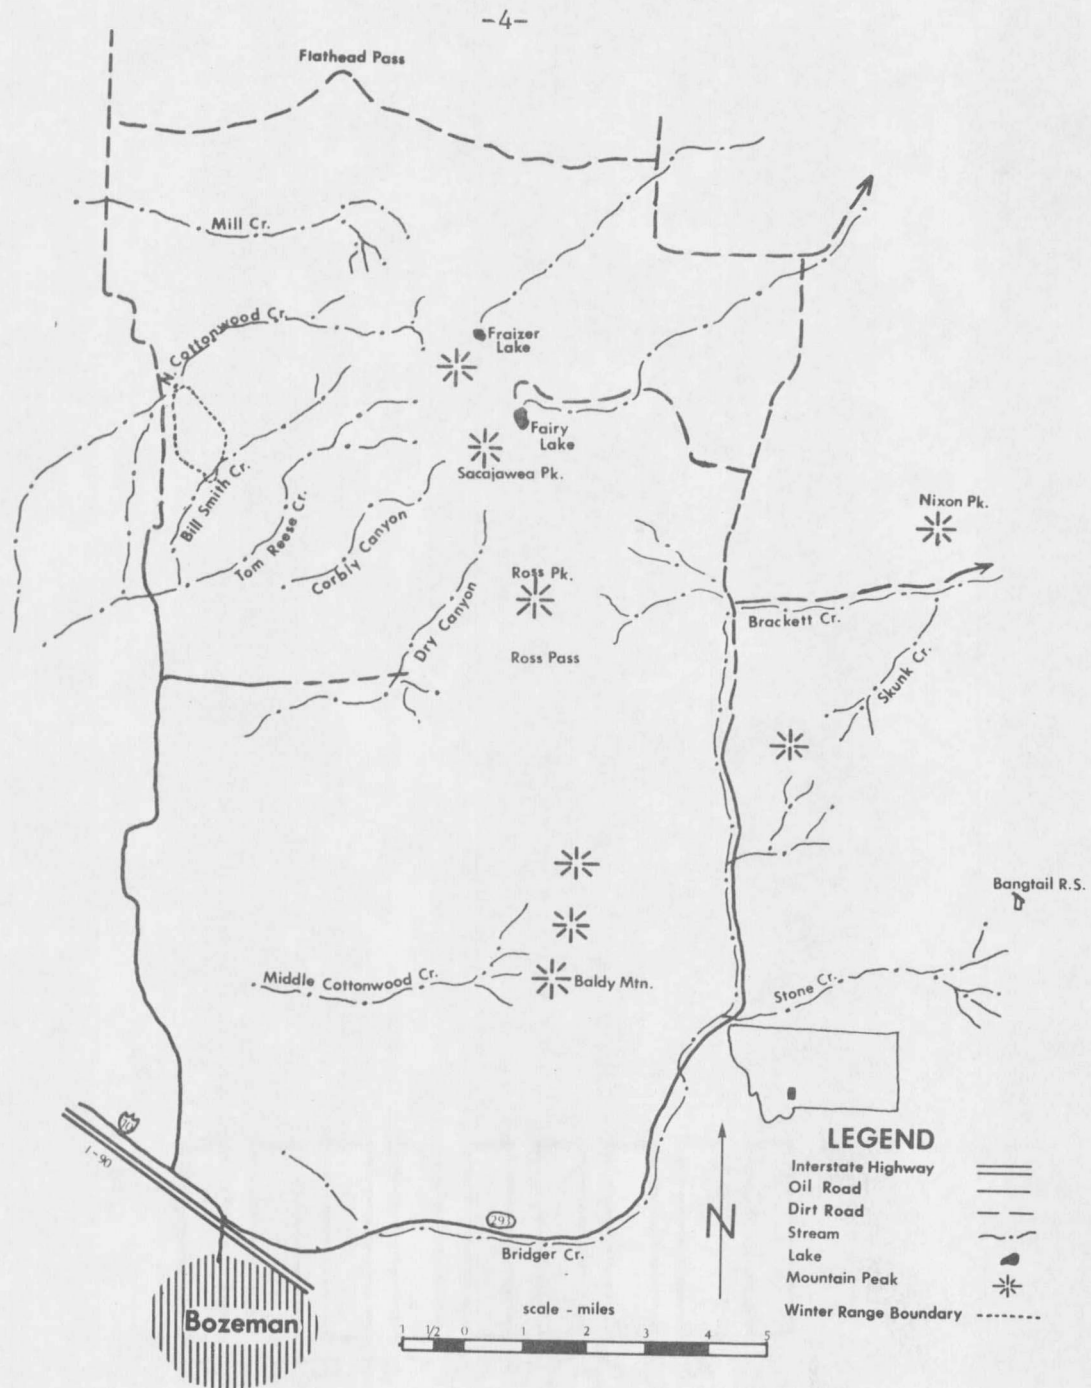 -4-
Flathead Pass
Mill Cr.
N. Cottonwood Cr.
Fraizer
Lake
Fairy
Lake
Sacajawea Pk.
Bill Smith Cr.
Tom Reese Cr.
Corbly Canyon
Nixon Pk.
Ross Pk.
Dry Canyon
Brackett Cr.
Ross Pass
Skunk Cr.
Bangtail R.S.
Middle Cottonwood Cr.
Baldy Mtn.
Stone Cr.
I-90
293
Bridger Cr.
Bozeman
N
LEGEND
Interstate Highway
Oil Road
Dirt Road
Stream
Lake
Mountain Peak
Winter Range Boundary
scale - miles
1 1/2 0 1 2 3 4 5